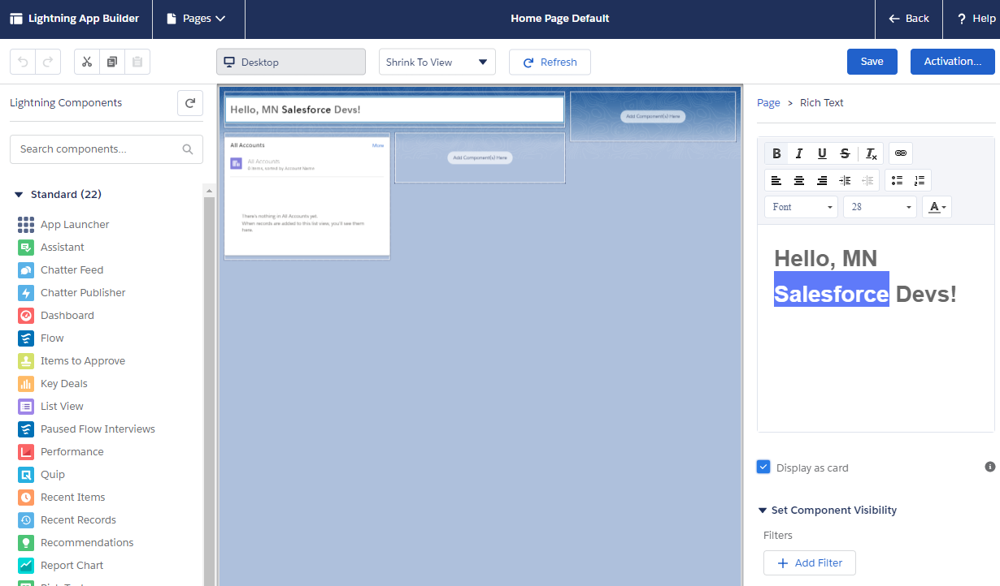 Lightning App Builder
Pages
Home Page Default
Back
? Help
Desktop
Shrink To View
Refresh
Save
Activation...
Lightning Components
Search components...
Standard (22)
App Launcher
Assistant
Chatter Feed
Chatter Publisher
Dashboard
Flow
Items to Approve
Key Deals
List View
Paused Flow Interviews
Performance
Quip
Recent Items
Recent Records
Recommendations
Report Chart
Hello, MN Salesforce Devs!
Add Component(s) Here
All Accounts
More
All Accounts
0 items, sorted by Account Name
There's nothing in All Accounts yet.
When records are added to this list view, you'll see them
here.
Add Component(s) Here
Page > Rich Text
B I U S Tx
Font
28
A
Hello, MN
Salesforce Devs!
Display as card
Set Component Visibility
Filters
+ Add Filter